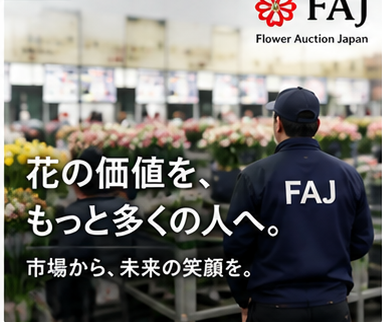 FAJ
Flower Auction Japan
花の価値を、
もっと多くの人へ。
FAJ
市場から、未来の笑顔を。